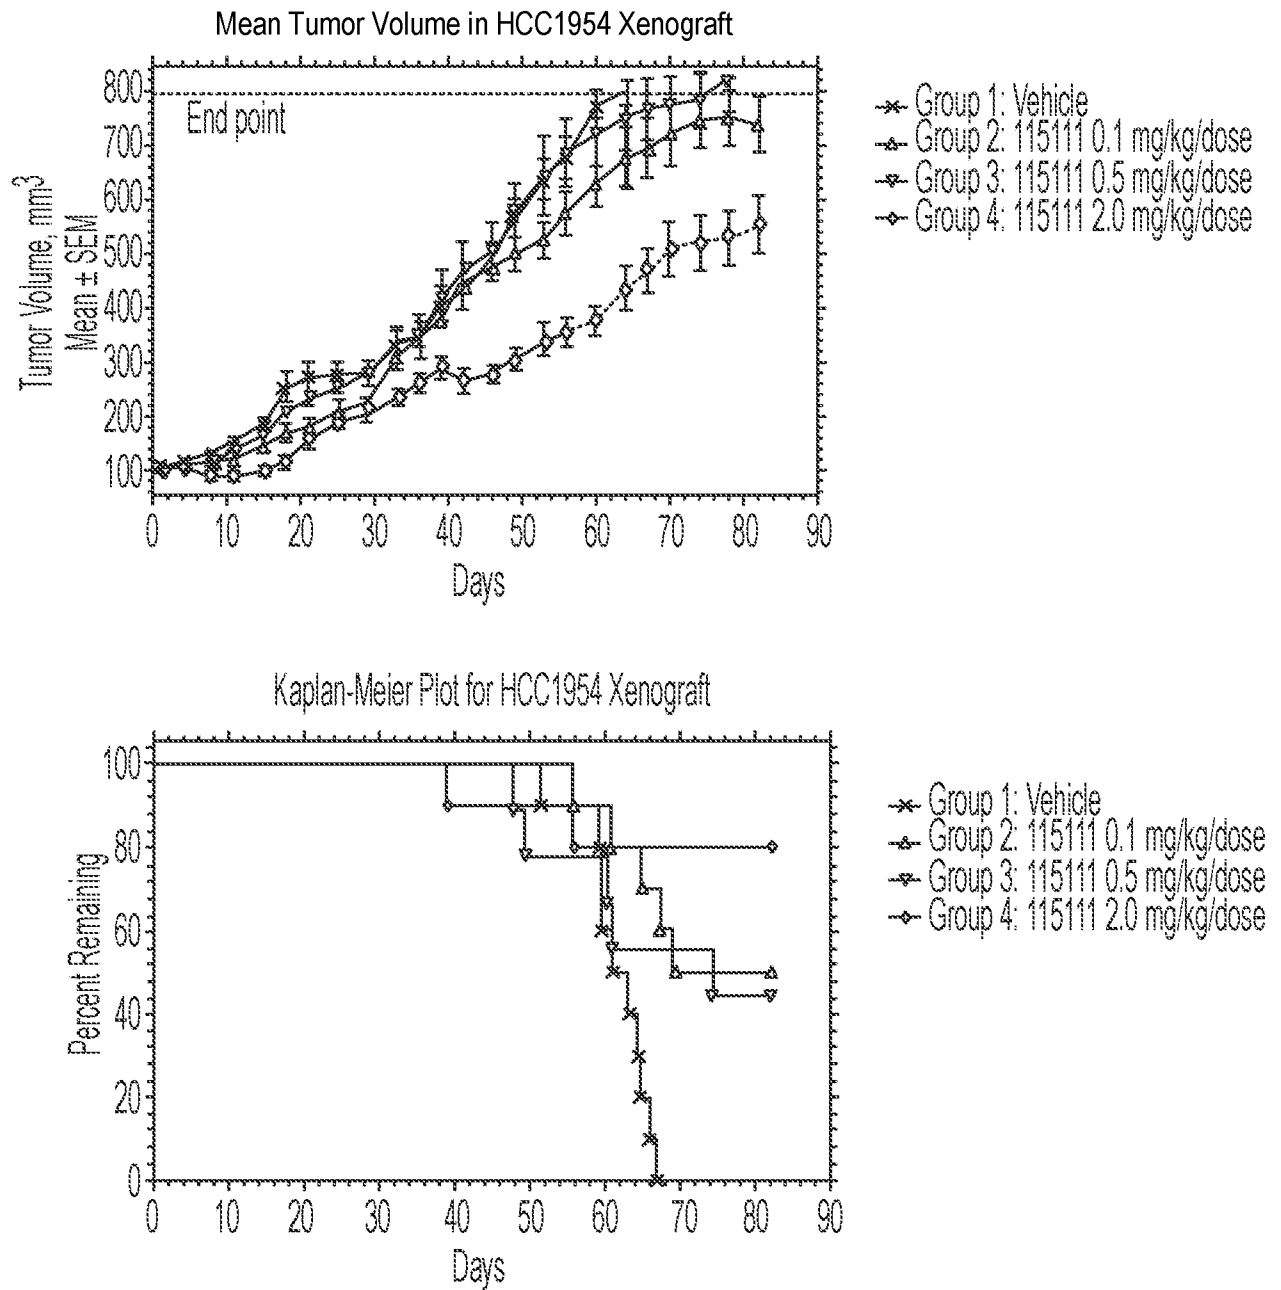 Mean Tumor Volume in HCC1954 Xenograft
800
700
600
500
400
300
200
100
End point
Tumor Volume, mm3
Mean ± SEM
0 10 20 30 40 50 60 70 80 90
Days
Group 1: Vehicle
Group 2: 115111 0.1 mg/kg/dose
Group 3: 115111 0.5 mg/kg/dose
Group 4: 115111 2.0 mg/kg/dose
Kaplan-Meier Plot for HCC1954 Xenograft
100
80
60
40
20
0
Percent Remaining
0 10 20 30 40 50 60 70 80 90
Days
Group 1: Vehicle
Group 2: 115111 0.1 mg/kg/dose
Group 3: 115111 0.5 mg/kg/dose
Group 4: 115111 2.0 mg/kg/dose